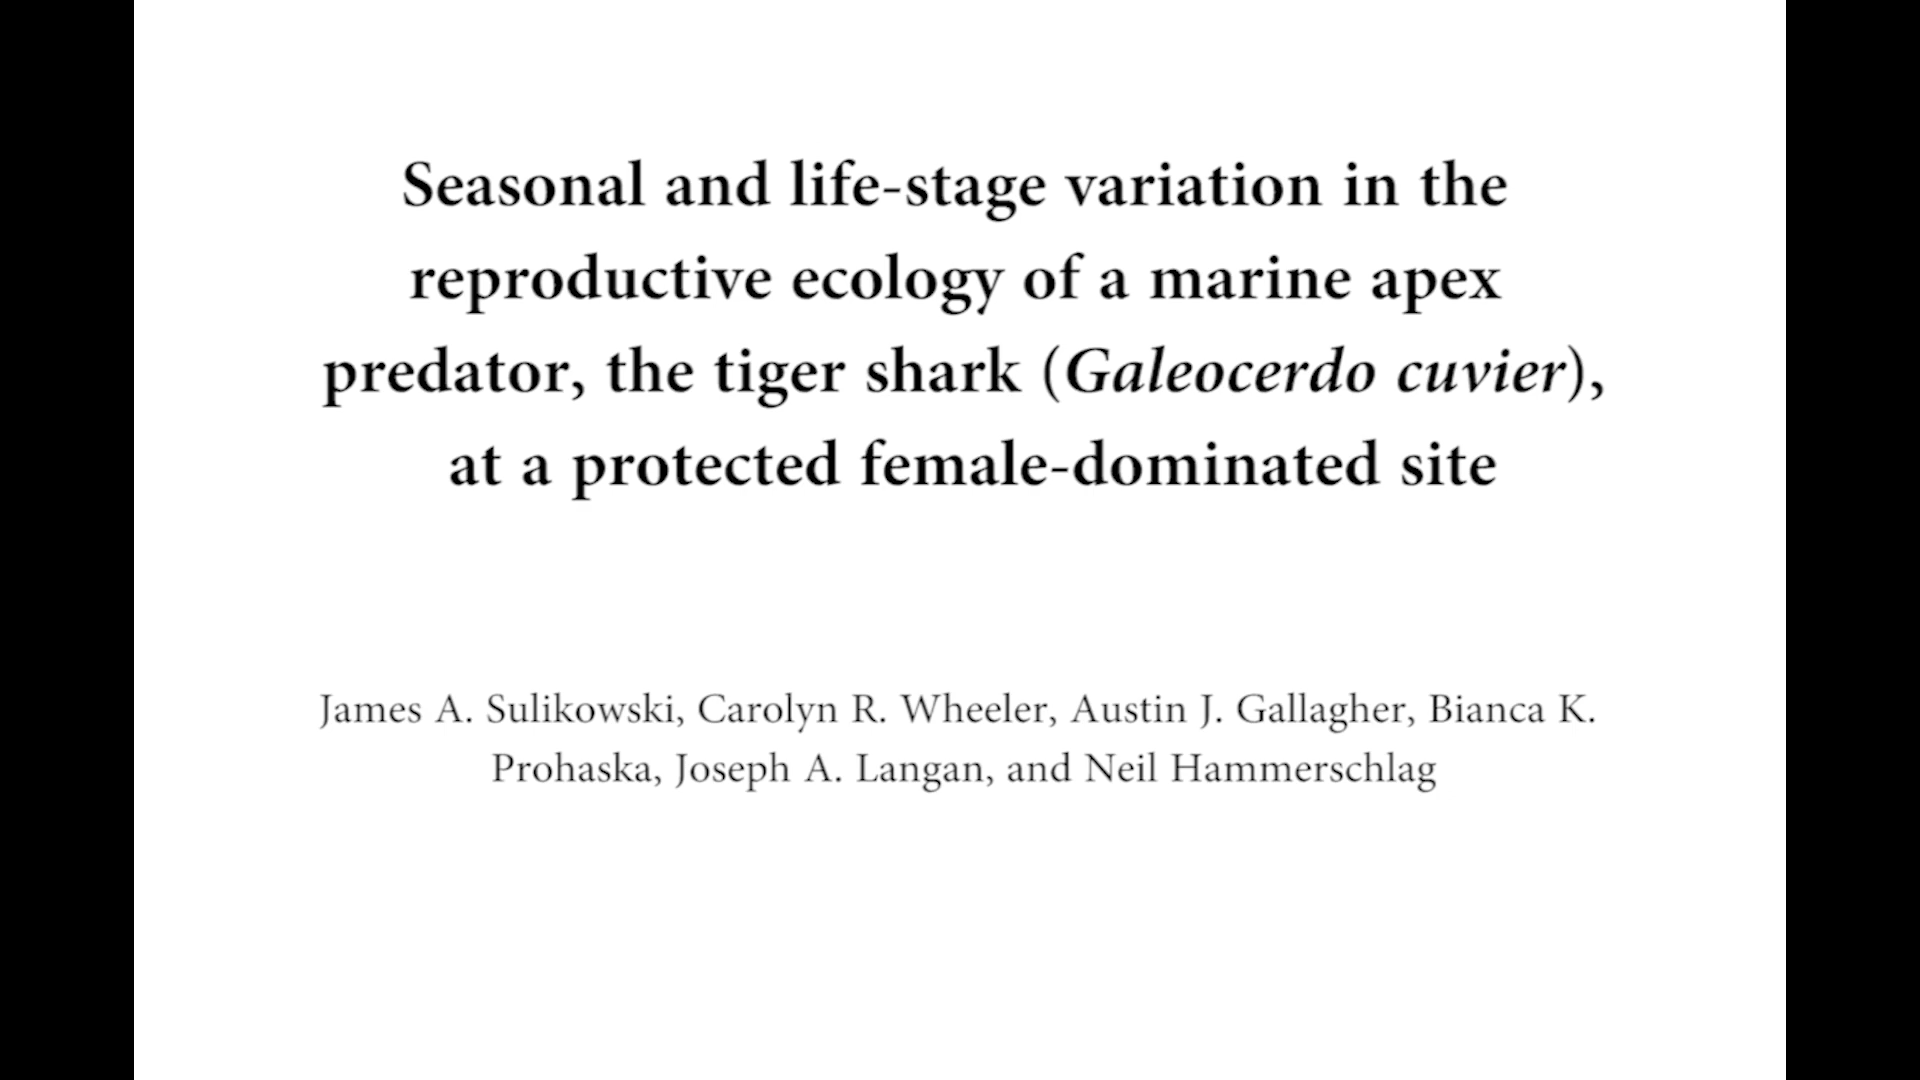 Seasonal and life-stage variation in the
reproductive ecology of a marine apex
predator, the tiger shark (Galeocerdo cuvier),
at a protected female-dominated site
James A. Sulikowski, Carolyn R. Wheeler, Austin J. Gallagher, Bianca K.
Prohaska, Joseph A. Langan, and Neil Hammerschlag